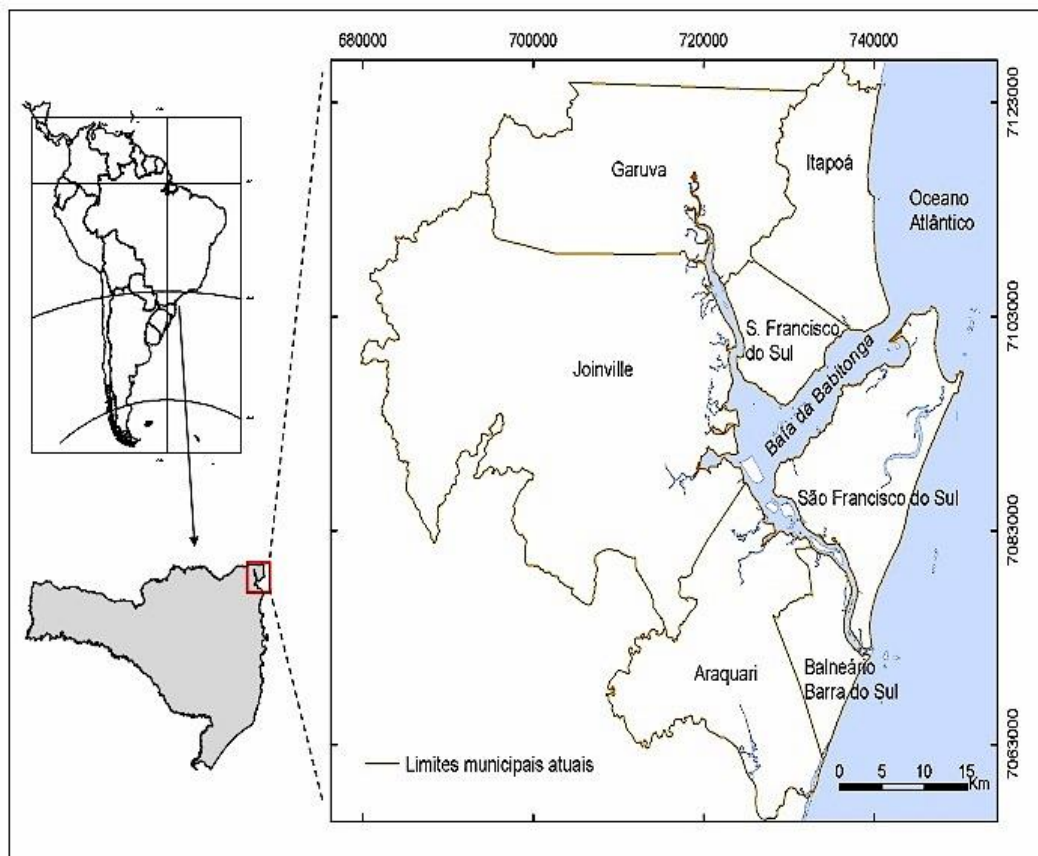 680000
700000
720000
740000
7123000
Garuva
Itapoá
Oceano
Atlântico
7103000
S. Francisco
do Sul
Joinville
Baía da Babitonga
São Francisco do Sul
7083000
Araquari
Balneário
Barra do Sul
7063000
Limites municipais atuais
0 5 10 15
Km